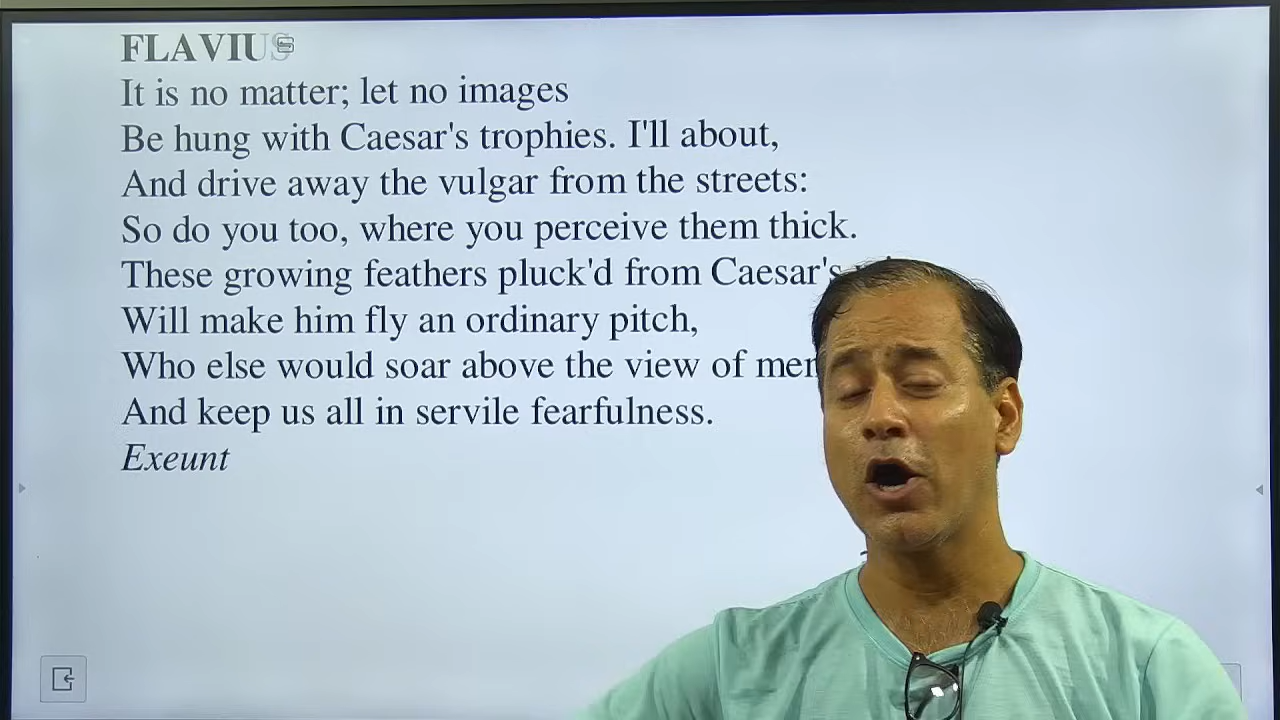 FLAVIUS
It is no matter; let no images
Be hung with Caesar's trophies. I'll about,
And drive away the vulgar from the streets:
So do you too, where you perceive them thick.
These growing feathers pluck'd from Caesar's
Will make him fly an ordinary pitch,
Who else would soar above the view of men
And keep us all in servile fearfulness.
Exeunt